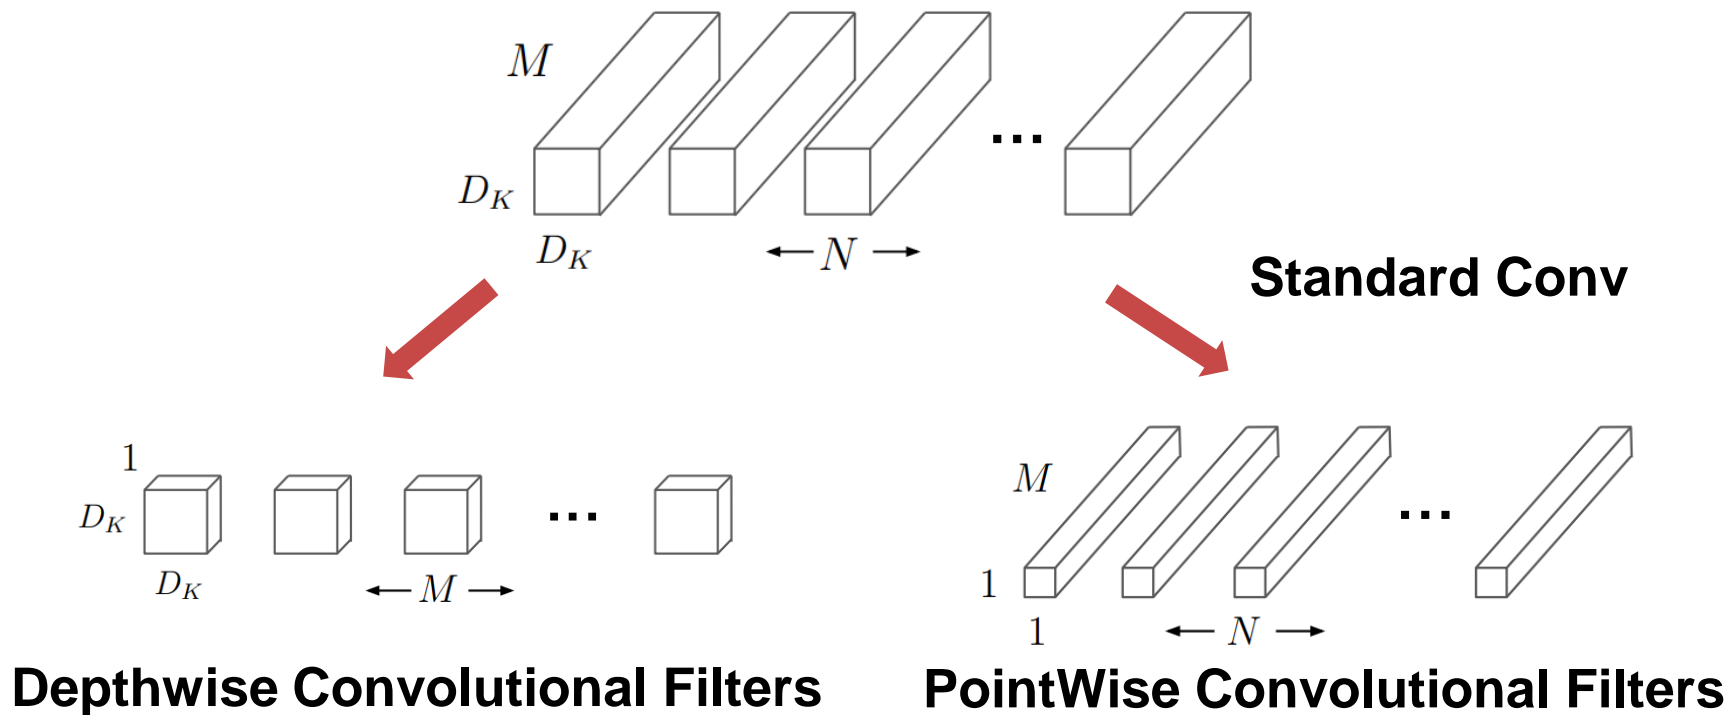 M
...
D_K
D_K
N
Standard Conv
1
D_K
...
D_K
M
Depthwise Convolutional Filters
M
...
1
1
N
PointWise Convolutional Filters